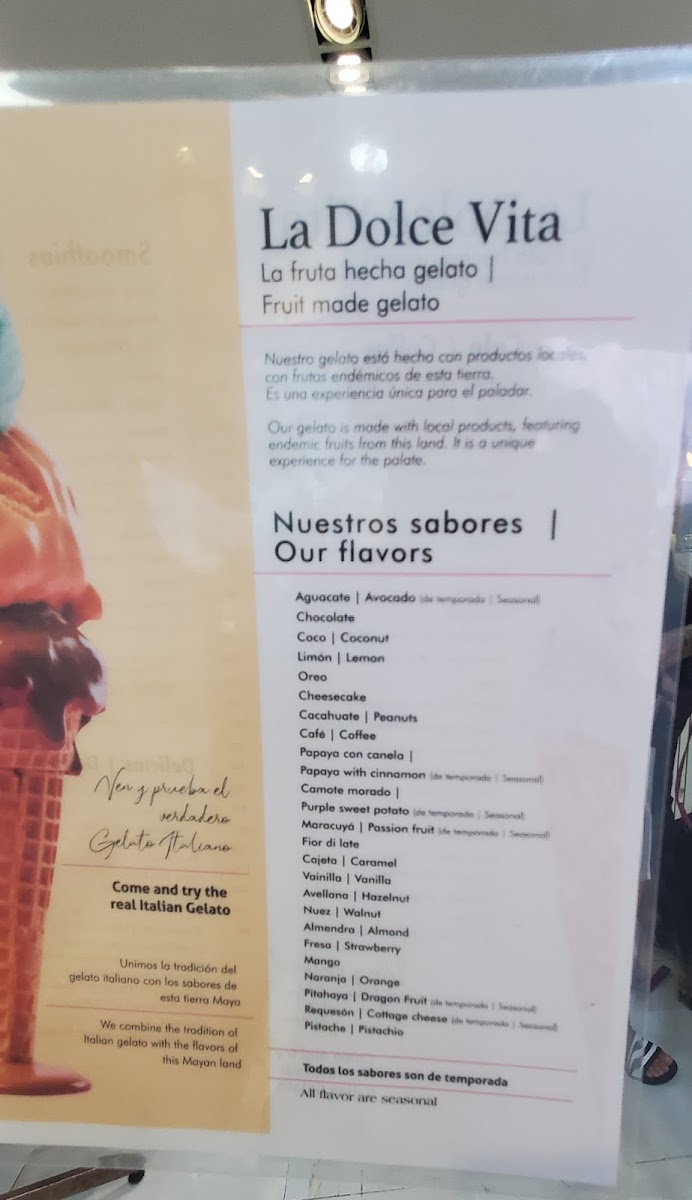 La Dolce Vita
La fruta hecha gelato |
Fruit made gelato
Nuestro gelato está hecho con productos locales,
con frutos endémicos de esta tierra.
Es una experiencia única para el paladar.
Our gelato is made with local products, featuring
endemic fruits from this land. It is a unique
experience for the palate.
Nuestros sabores |
Our flavors
Aguacate | Avocado (de temporada | Seasonal)
Chocolate
Coco | Coconut
Limón | Lemon
Oreo
Cheesecake
Cacahuate | Peanuts
Café | Coffee
Papaya con canela |
Papaya with cinnamon (de temporada | Seasonal)
Camote morado |
Purple sweet potato (de temporada | Seasonal)
Maracuyá | Passion fruit (de temporada | Seasonal)
Fior di late
Cajeta | Caramel
Vainilla | Vanilla
Avellana | Hazelnut
Nuez | Walnut
Almendra | Almond
Fresa | Strawberry
Mango
Naranja | Orange
Pitahaya | Dragon Fruit (de temporada | Seasonal)
Requesón | Cottage cheese (de temporada | Seasonal)
Pistache | Pistachio
Todos los sabores son de temporada
All flavor are seasonal
Smoothies
Ven y prueba el
verdadero
Gelato Italiano
Come and try the
real Italian Gelato
Unimos la tradición del
gelato italiano con los sabores de
esta tierra Maya
We combine the tradition of
Italian gelato with the flavors of
this Mayan land